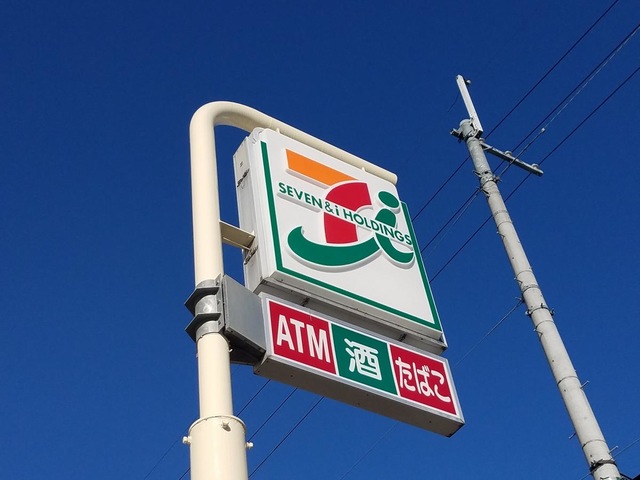 SEVEN & i HOLDINGS
ATM 酒 たばこ